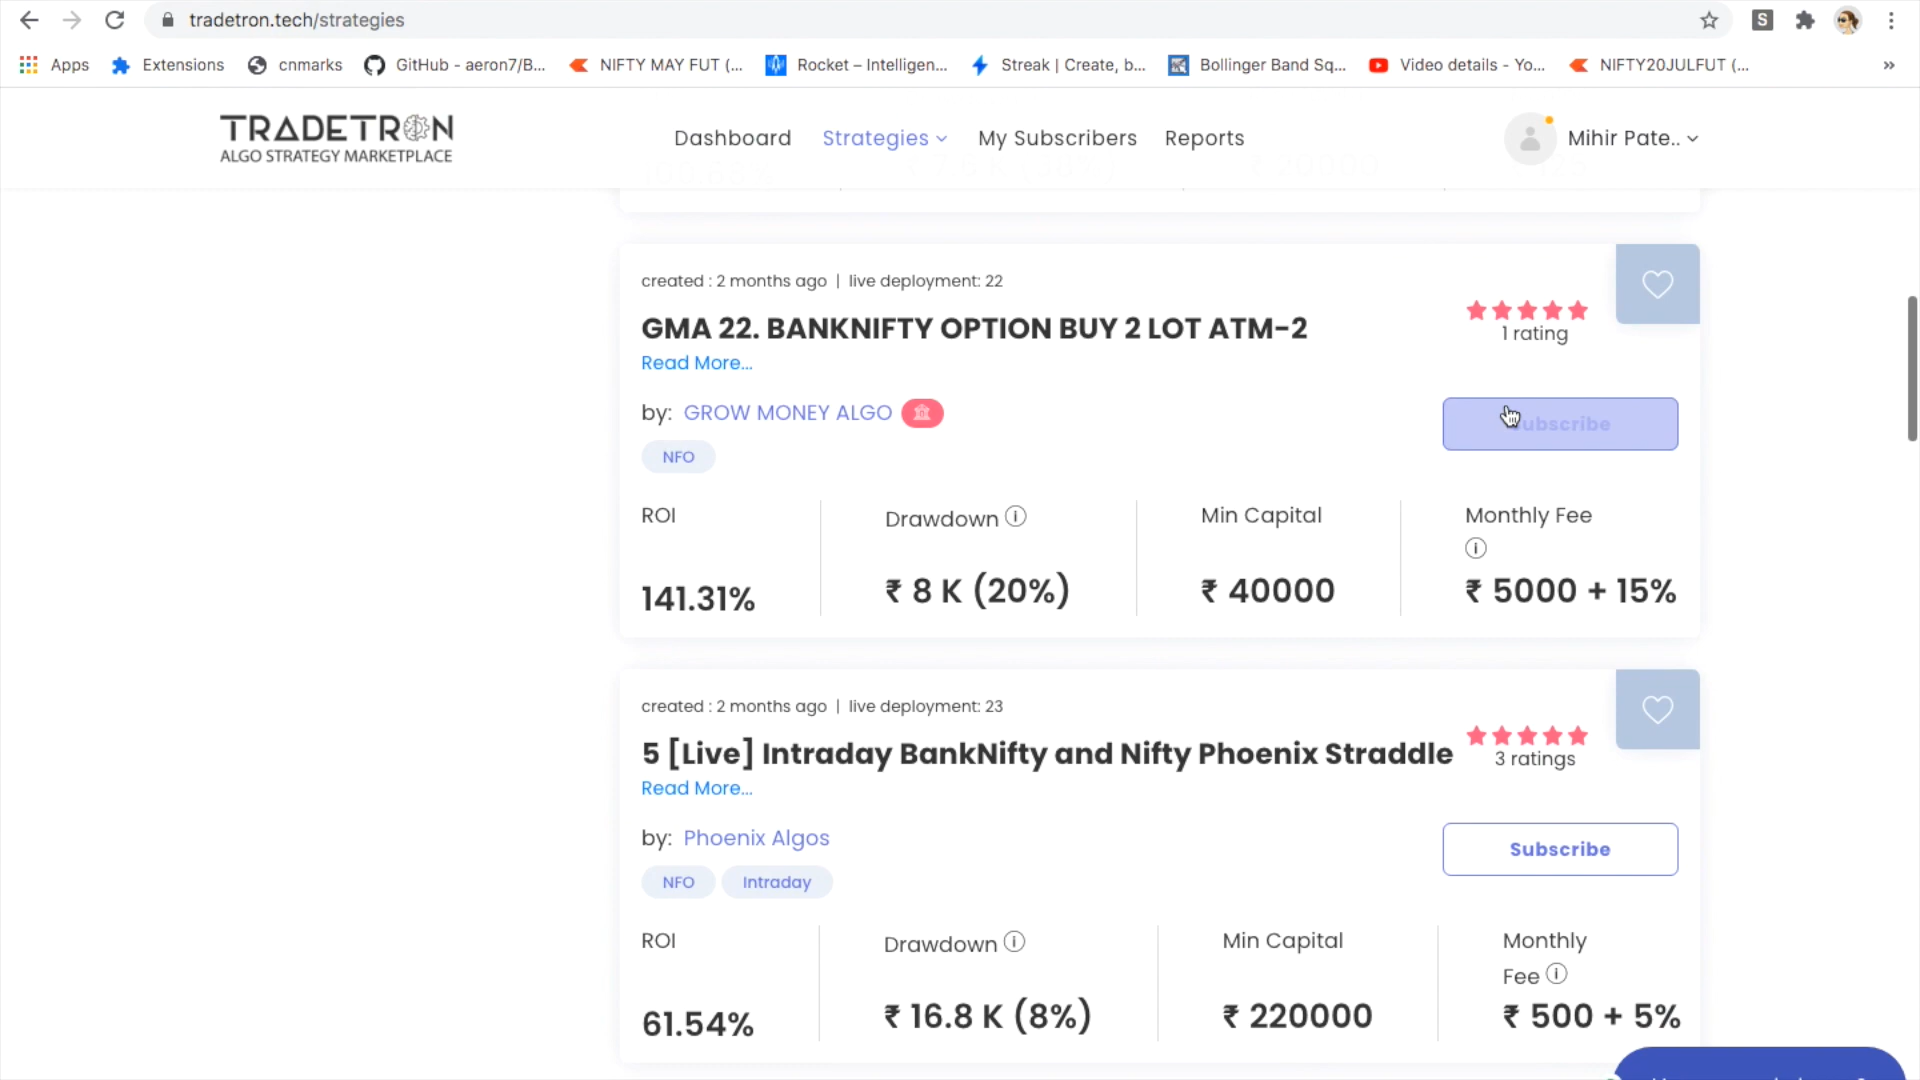 tradetron.tech/strategies
S
Apps
Extensions
cnmarks
GitHub - aeron7/B...
NIFTY MAY FUT (...
Rocket – Intelligen...
Streak | Create, b...
Bollinger Band Sq...
Video details - Yo...
NIFTY20JULFUT (...
»
TRADETRON
ALGO STRATEGY MARKETPLACE
Dashboard
Strategies
My Subscribers
Reports
Mihir Pate..
created : 2 months ago | live deployment: 22
GMA 22. BANKNIFTY OPTION BUY 2 LOT ATM-2
1 rating
Read More...
by: GROW MONEY ALGO
Subscribe
NFO
ROI
Drawdown
Min Capital
Monthly Fee
141.31%
₹ 8 K (20%)
₹ 40000
₹ 5000 + 15%
created : 2 months ago | live deployment: 23
5 [Live] Intraday BankNifty and Nifty Phoenix Straddle
3 ratings
Read More...
by: Phoenix Algos
Subscribe
NFO
Intraday
ROI
Drawdown
Min Capital
Monthly Fee
61.54%
₹ 16.8 K (8%)
₹ 220000
₹ 500 + 5%